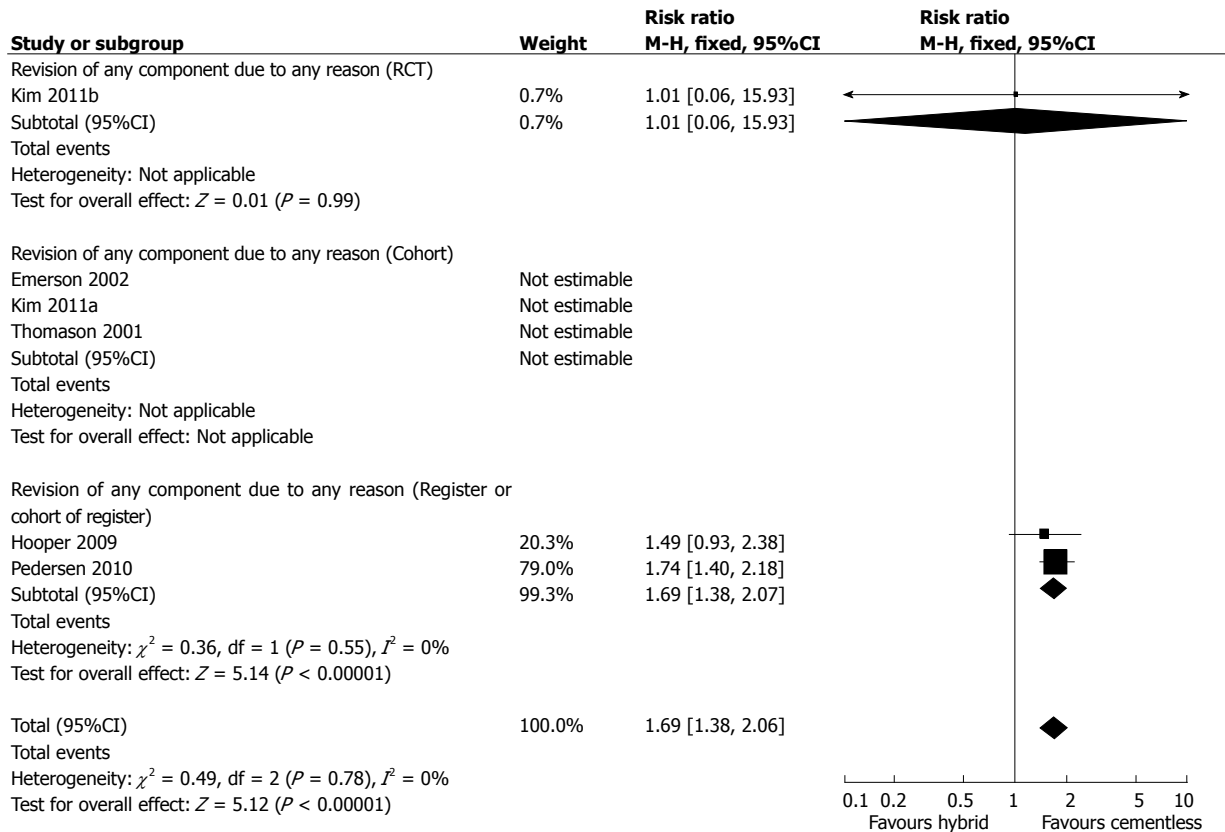 Risk ratio Risk ratio
Study or subgroup Weight M-H, fixed, 95%CI M-H, fixed, 95%CI
Revision of any component due to any reason (RCT)
Kim 2011b 0.7% 1.01 [0.06, 15.93]
Subtotal (95%CI) 0.7% 1.01 [0.06, 15.93]
Total events
Heterogeneity: Not applicable
Test for overall effect: Z = 0.01 (P = 0.99)
Revision of any component due to any reason (Cohort)
Emerson 2002 Not estimable
Kim 2011a Not estimable
Thomason 2001 Not estimable
Subtotal (95%CI) Not estimable
Total events
Heterogeneity: Not applicable
Test for overall effect: Not applicable
Revision of any component due to any reason (Register or
cohort of register)
Hooper 2009 20.3% 1.49 [0.93, 2.38]
Pedersen 2010 79.0% 1.74 [1.40, 2.18]
Subtotal (95%CI) 99.3% 1.69 [1.38, 2.07]
Total events
Heterogeneity: χ² = 0.36, df = 1 (P = 0.55), I² = 0%
Test for overall effect: Z = 5.14 (P < 0.00001)
Total (95%CI) 100.0% 1.69 [1.38, 2.06]
Total events
Heterogeneity: χ² = 0.49, df = 2 (P = 0.78), I² = 0%
Test for overall effect: Z = 5.12 (P < 0.00001)
0.1 0.2 0.5 1 2 5 10
Favours hybrid Favours cementless